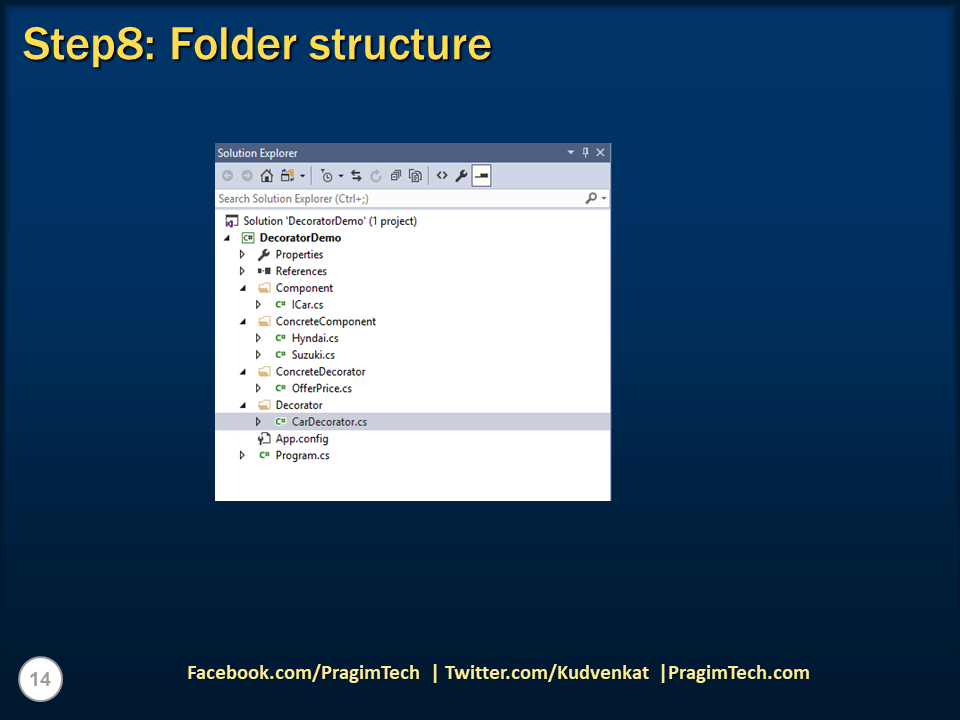 Step8: Folder structure
Solution Explorer
Search Solution Explorer (Ctrl+;)
Solution 'DecoratorDemo' (1 project)
C# DecoratorDemo
Properties
References
Component
C# ICar.cs
ConcreteComponent
C# Hyndai.cs
C# Suzuki.cs
ConcreteDecorator
C# OfferPrice.cs
Decorator
C# CarDecorator.cs
App.config
C# Program.cs
14
Facebook.com/PragimTech | Twitter.com/Kudvenkat |PragimTech.com